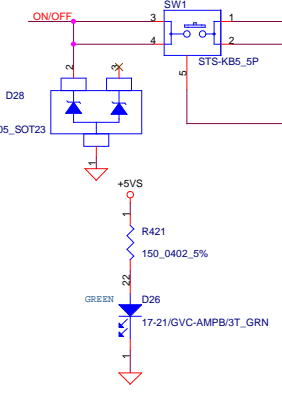 SW1
ON/OFF
3
1
4
2
STS-KB5_5P
5
2
3
D28
05_SOT23
1
+5VS
1
R421
150_0402_5%
22
GREEN
D26
17-21/GVC-AMPB/3T_GRN
1